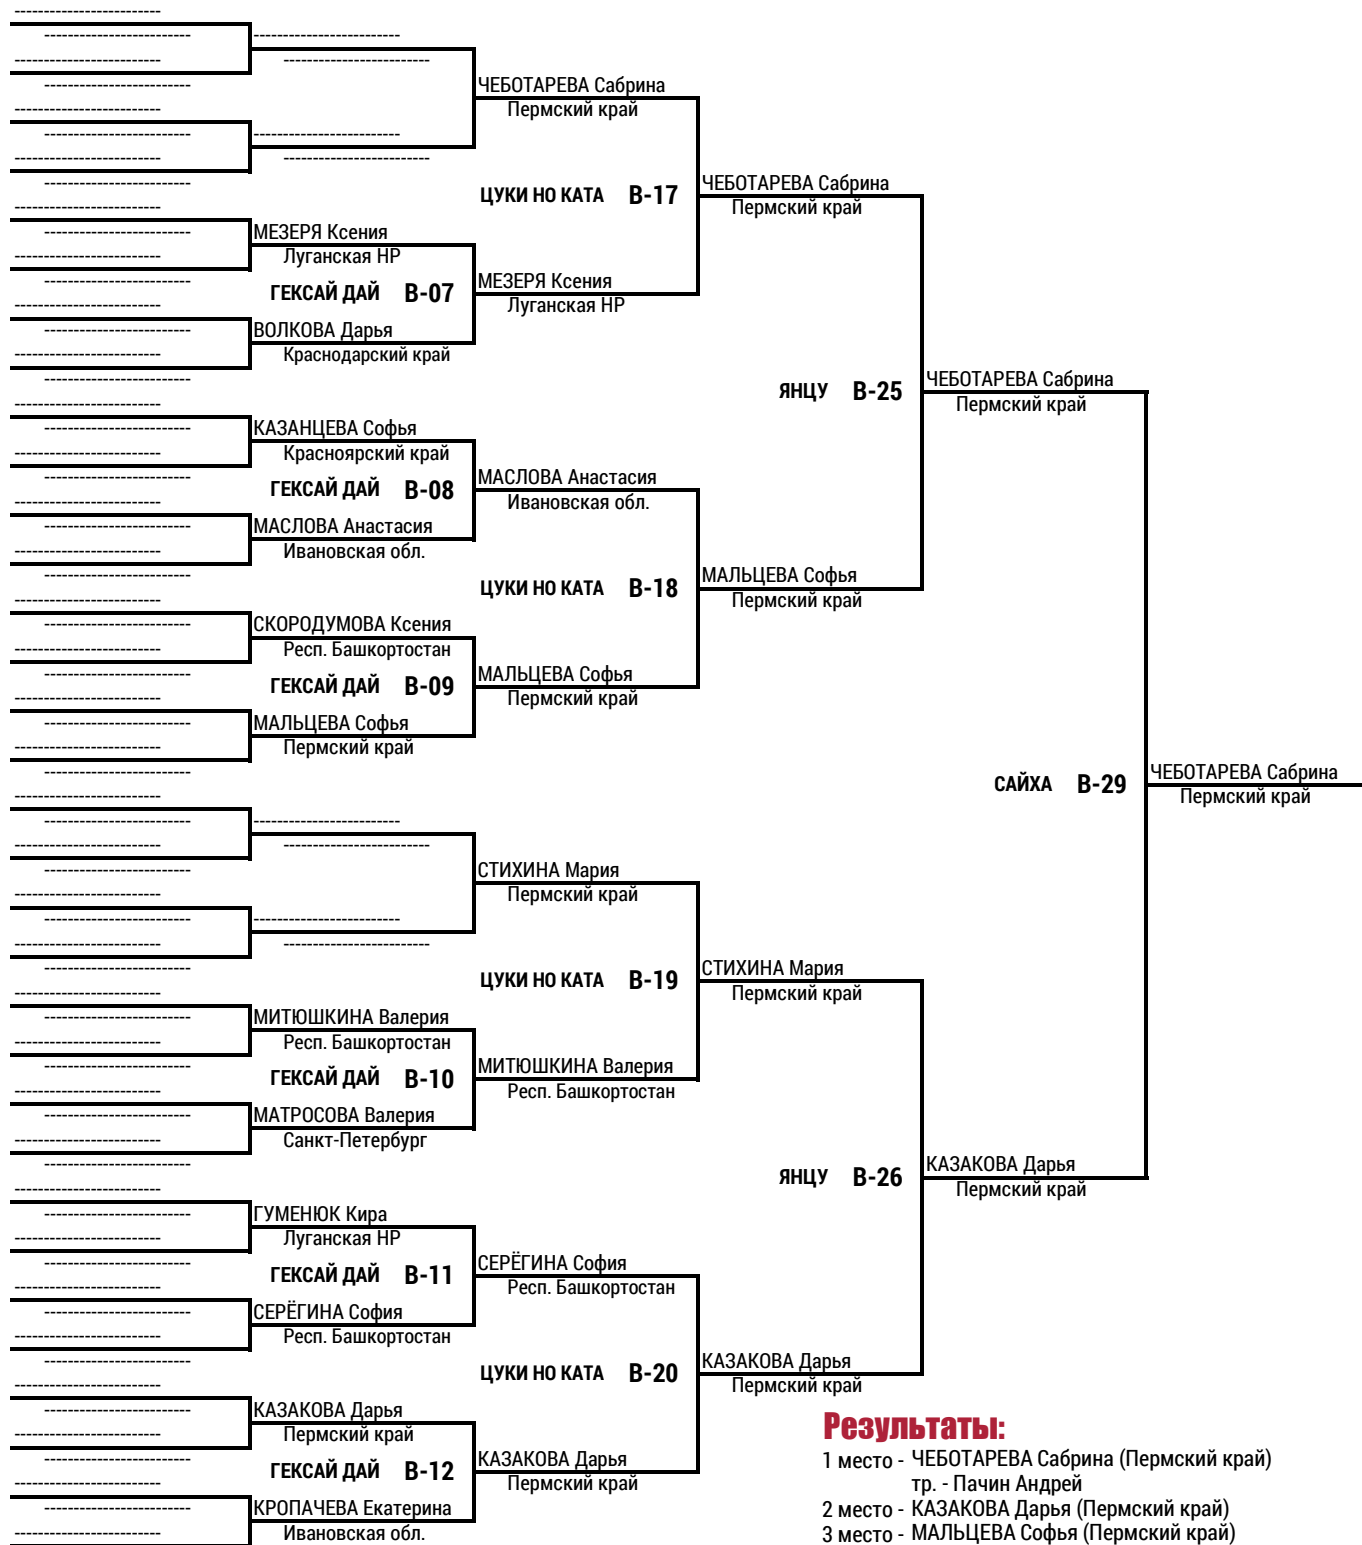 ЧЕБОТАРЕВА Сабрина
Пермский край
ЦУКИ НО КАТА B-17
ЧЕБОТАРЕВА Сабрина
Пермский край
МЕЗЕРЯ Ксения
Луганская НР
ГЕКСАЙ ДАЙ B-07
МЕЗЕРЯ Ксения
Луганская НР
ВОЛКОВА Дарья
Краснодарский край
ЯНЦУ B-25
ЧЕБОТАРЕВА Сабрина
Пермский край
КАЗАНЦЕВА Софья
Красноярский край
ГЕКСАЙ ДАЙ B-08
МАСЛОВА Анастасия
Ивановская обл.
МАСЛОВА Анастасия
Ивановская обл.
ЦУКИ НО КАТА B-18
МАЛЬЦЕВА Софья
Пермский край
СКОРОДУМОВА Ксения
Респ. Башкортостан
ГЕКСАЙ ДАЙ B-09
МАЛЬЦЕВА Софья
Пермский край
МАЛЬЦЕВА Софья
Пермский край
САЙХА B-29
ЧЕБОТАРЕВА Сабрина
Пермский край
СТИХИНА Мария
Пермский край
ЦУКИ НО КАТА B-19
СТИХИНА Мария
Пермский край
МИТЮШКИНА Валерия
Респ. Башкортостан
ГЕКСАЙ ДАЙ B-10
МИТЮШКИНА Валерия
Респ. Башкортостан
МАТРОСОВА Валерия
Санкт-Петербург
ЯНЦУ B-26
КАЗАКОВА Дарья
Пермский край
ГУМЕНЮК Кира
Луганская НР
ГЕКСАЙ ДАЙ B-11
СЕРЁГИНА София
Респ. Башкортостан
СЕРЁГИНА София
Респ. Башкортостан
ЦУКИ НО КАТА B-20
КАЗАКОВА Дарья
Пермский край
КАЗАКОВА Дарья
Пермский край
ГЕКСАЙ ДАЙ B-12
КАЗАКОВА Дарья
Пермский край
КРОПАЧЕВА Екатерина
Ивановская обл.
Результаты:
1 место - ЧЕБОТАРЕВА Сабрина (Пермский край)
тр. - Пачин Андрей
2 место - КАЗАКОВА Дарья (Пермский край)
3 место - МАЛЬЦЕВА Софья (Пермский край)